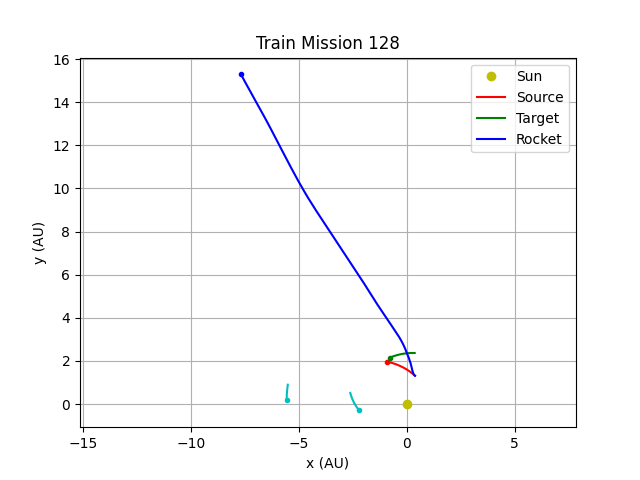 Train Mission 128
Sun
Source
Target
Rocket
16
14
12
10
8
6
4
2
0
y (AU)
−15
−10
−5
0
5
x (AU)